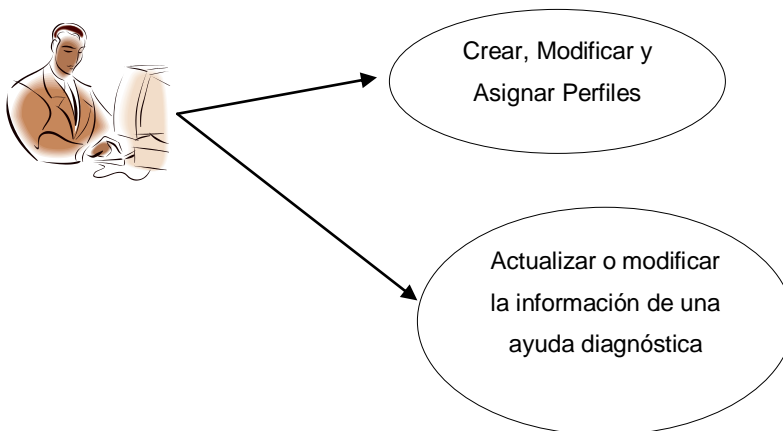 Crear, Modificar y
Asignar Perfiles
Actualizar o modificar
la información de una
ayuda diagnóstica